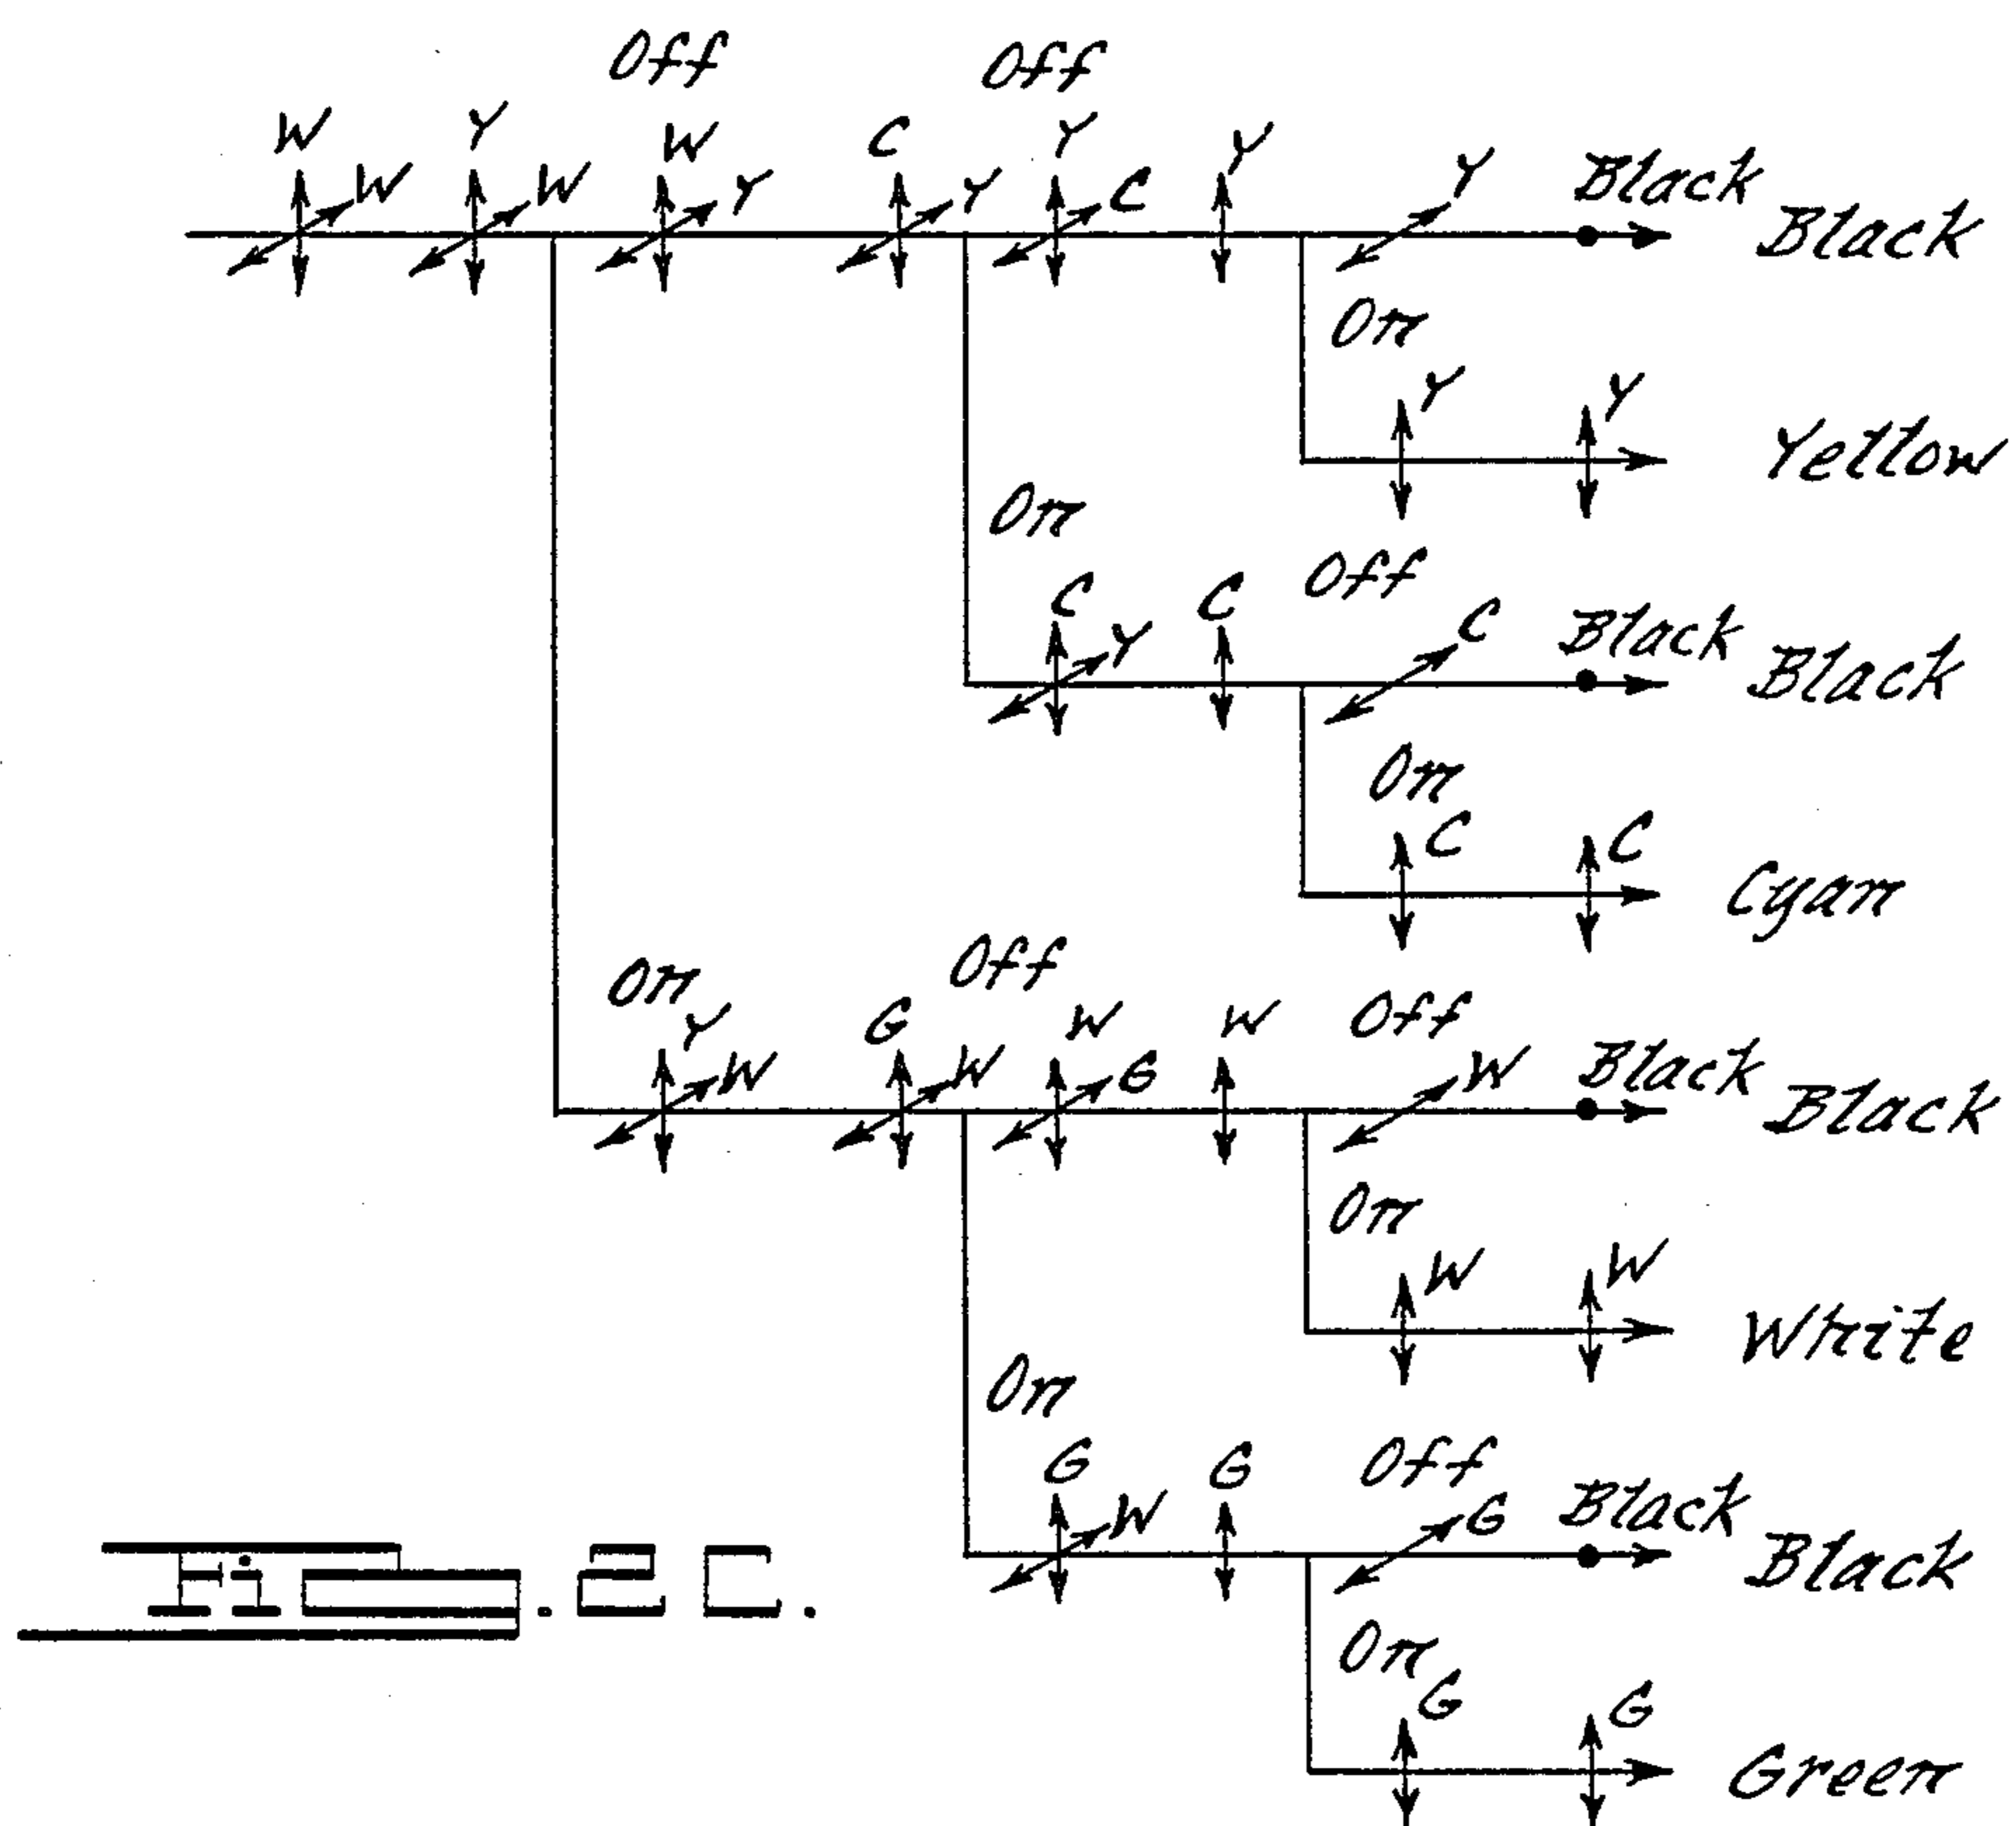 Off Off
W W Y W W Y C Y Y C Y Y Black Black
On
Y Y Yellow
On
Off
C Y C C Black Black
On
C C Cyan
On Off Off
Y W G W W G W W Black Black
On
W W White
On
Off
G W G G Black Black
On
G G Green
Fig. 2C.